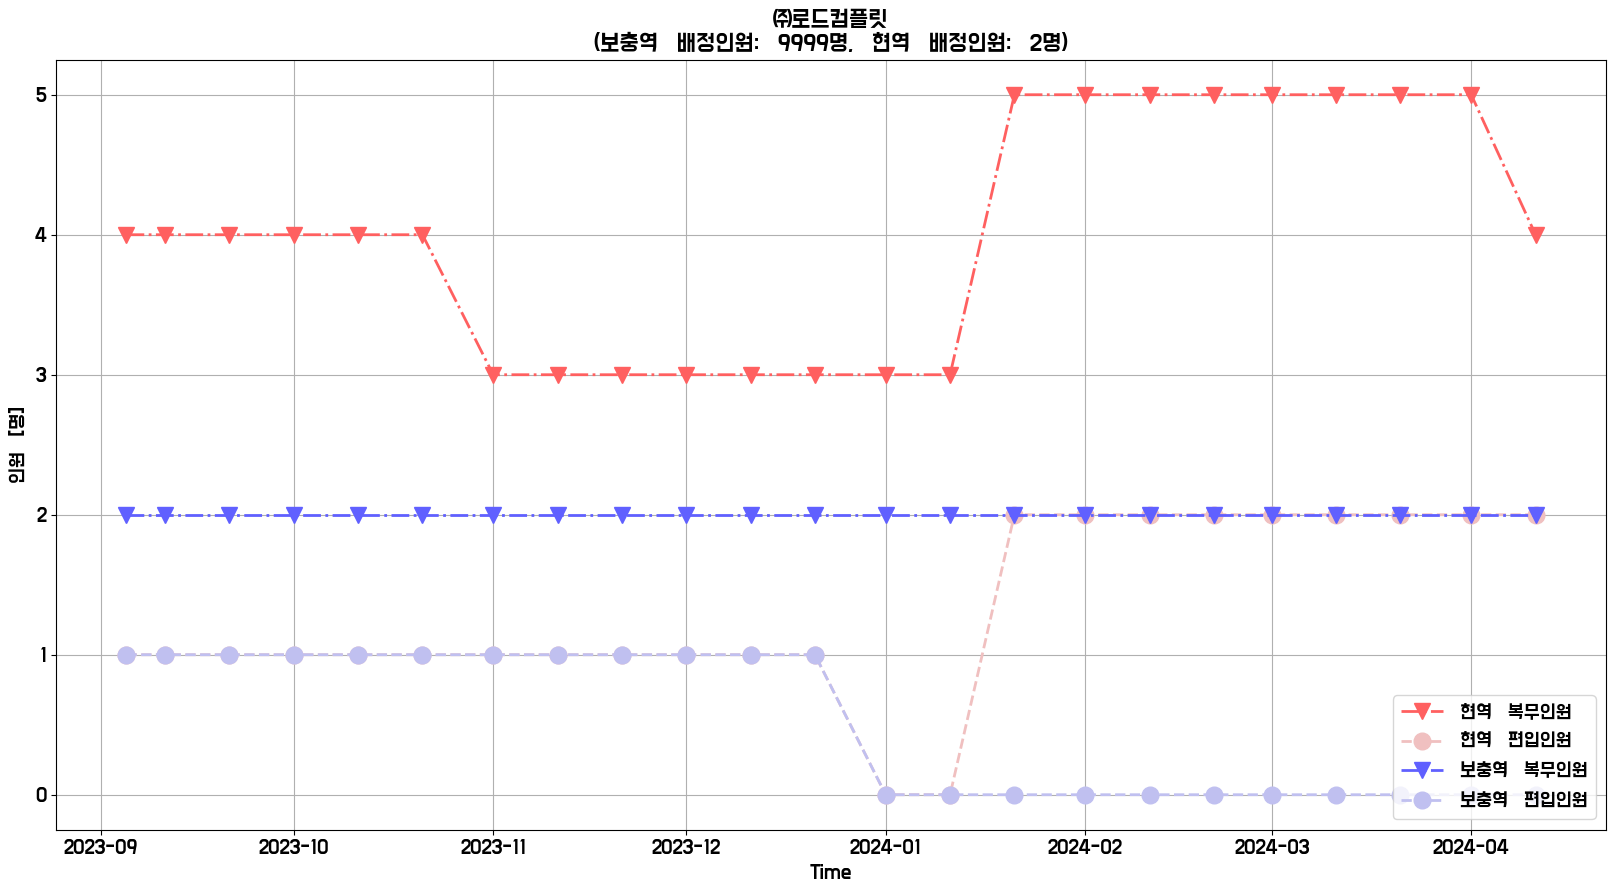 ㈜로드컴플릿
(보충역 배정인원: 9999명, 현역 배정인원: 2명)
5
4
3
2
1
0
인원 [명]
현역 복무인원
현역 편입인원
보충역 복무인원
보충역 편입인원
2023-09 2023-10 2023-11 2023-12 2024-01 2024-02 2024-03 2024-04
Time